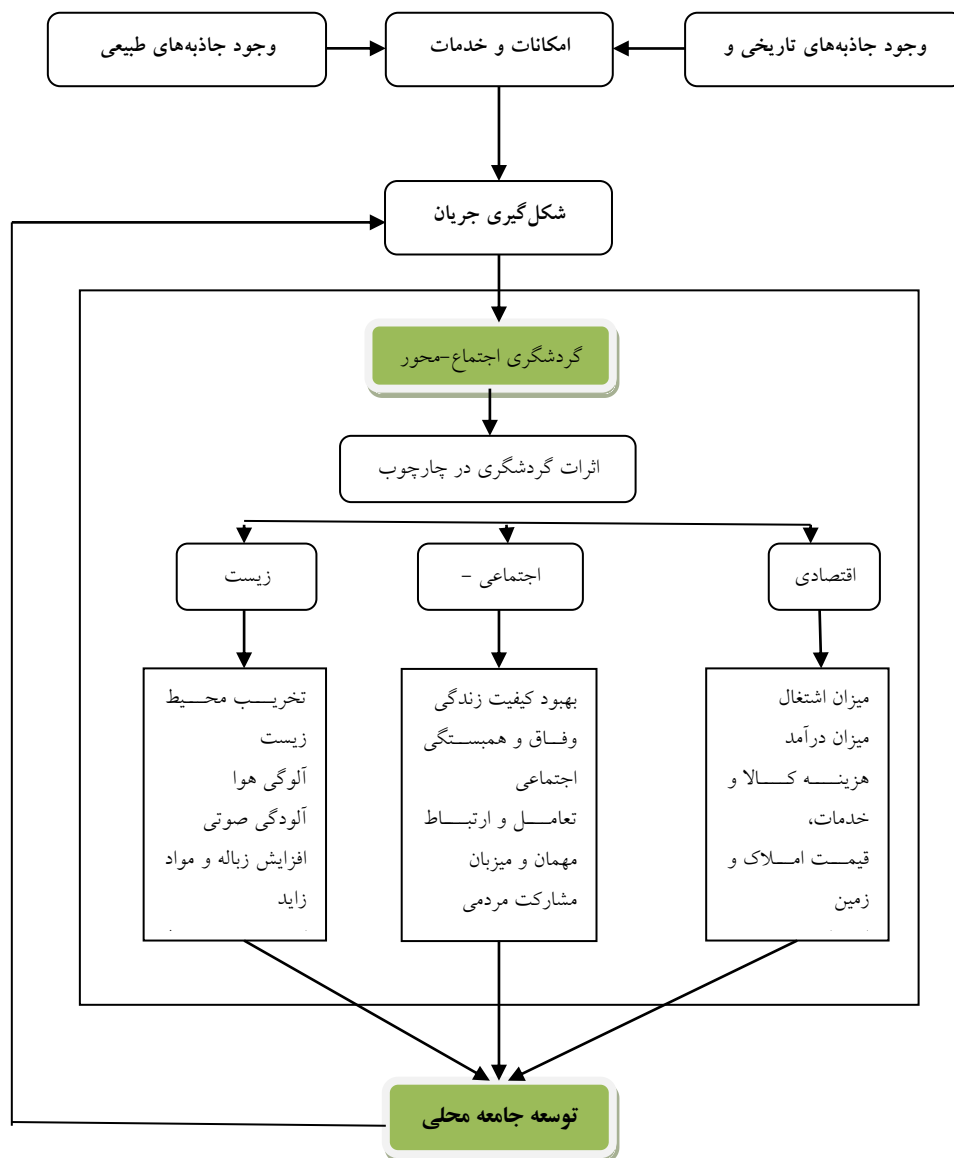 وجود جاذبه‌های تاریخی و
امکانات و خدمات
وجود جاذبه‌های طبیعی
شکل‌گیری جریان
گردشگری اجتماع-محور
اثرات گردشگری در چارچوب
اقتصادی
اجتماعی -
زیست
میزان اشتغال
میزان درآمد
هزینه کالا و
خدمات،
قیمت املاک و
زمین
بهبود کیفیت زندگی
وفاق و همبستگی
اجتماعی
تعامل و ارتباط
مهمان و میزبان
مشارکت مردمی
تخریب محیط
زیست
آلوگی هوا
آلودگی صوتی
افزایش زباله و مواد
زاید
توسعه جامعه محلی